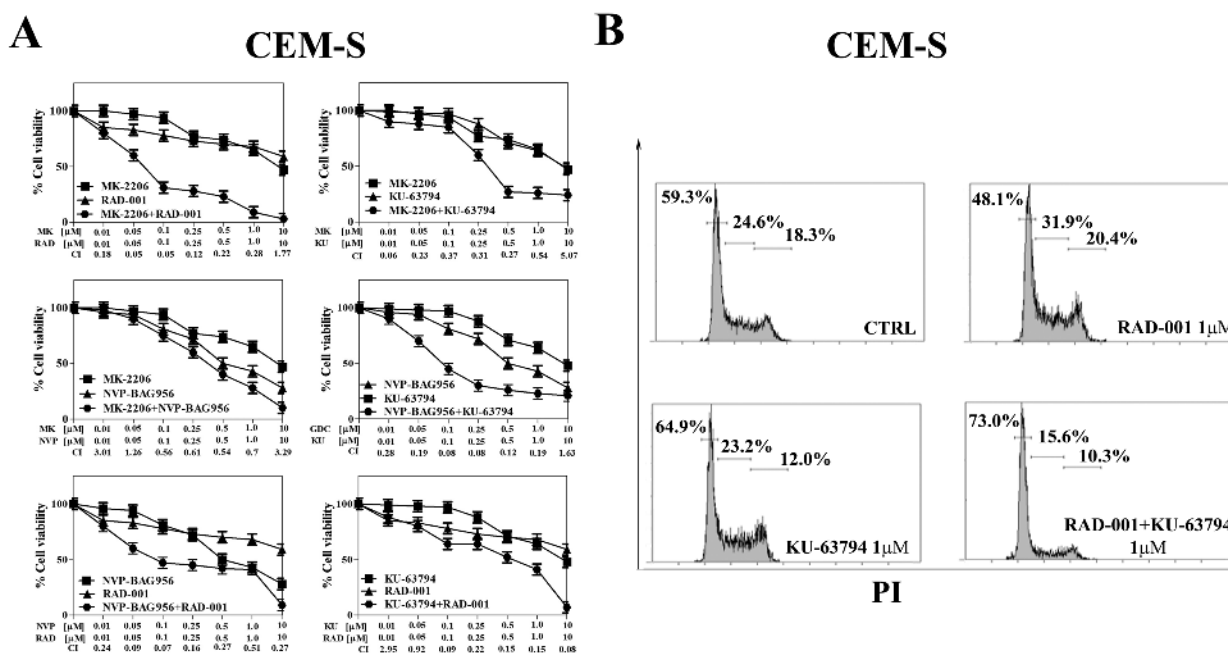 A
CEM-S
% Cell viability
100
50
0
MK-2206
RAD-001
MK-2206+RAD-001
MK [µM] 0.01 0.05 0.1 0.25 0.5 1.0 10
RAD [µM] 0.01 0.05 0.1 0.25 0.5 1.0 10
CI 0.18 0.05 0.05 0.12 0.22 0.28 1.77
% Cell viability
100
50
0
MK-2206
KU-63794
MK-2206+KU-63794
MK [µM] 0.01 0.05 0.1 0.25 0.5 1.0 10
KU [µM] 0.01 0.05 0.1 0.25 0.5 1.0 10
CI 0.06 0.23 0.37 0.31 0.27 0.54 5.07
% Cell viability
100
50
0
MK-2206
NVP-BAG956
MK-2206+NVP-BAG956
MK [µM] 0.01 0.05 0.1 0.25 0.5 1.0 10
NVP [µM] 0.01 0.05 0.1 0.25 0.5 1.0 10
CI 3.01 1.26 0.56 0.61 0.54 0.7 3.29
% Cell viability
100
50
0
NVP-BAG956
KU-63794
NVP-BAG956+KU-63794
GDC [µM] 0.01 0.05 0.1 0.25 0.5 1.0 10
KU [µM] 0.01 0.05 0.1 0.25 0.5 1.0 10
CI 0.28 0.19 0.08 0.08 0.12 0.19 1.63
% Cell viability
100
50
0
NVP-BAG956
RAD-001
NVP-BAG956+RAD-001
NVP [µM] 0.01 0.05 0.1 0.25 0.5 1.0 10
RAD [µM] 0.01 0.05 0.1 0.25 0.5 1.0 10
CI 0.24 0.09 0.07 0.16 0.27 0.51 0.27
% Cell viability
100
50
0
KU-63794
RAD-001
KU-63794+RAD-001
KU [µM] 0.01 0.05 0.1 0.25 0.5 1.0 10
RAD [µM] 0.01 0.05 0.1 0.25 0.5 1.0 10
CI 2.95 0.92 0.09 0.22 0.15 0.15 0.08
B
CEM-S
59.3%
24.6%
18.3%
CTRL
48.1%
31.9%
20.4%
RAD-001 1µM
64.9%
23.2%
12.0%
KU-63794 1µM
73.0%
15.6%
10.3%
RAD-001+KU-63794
1µM
PI